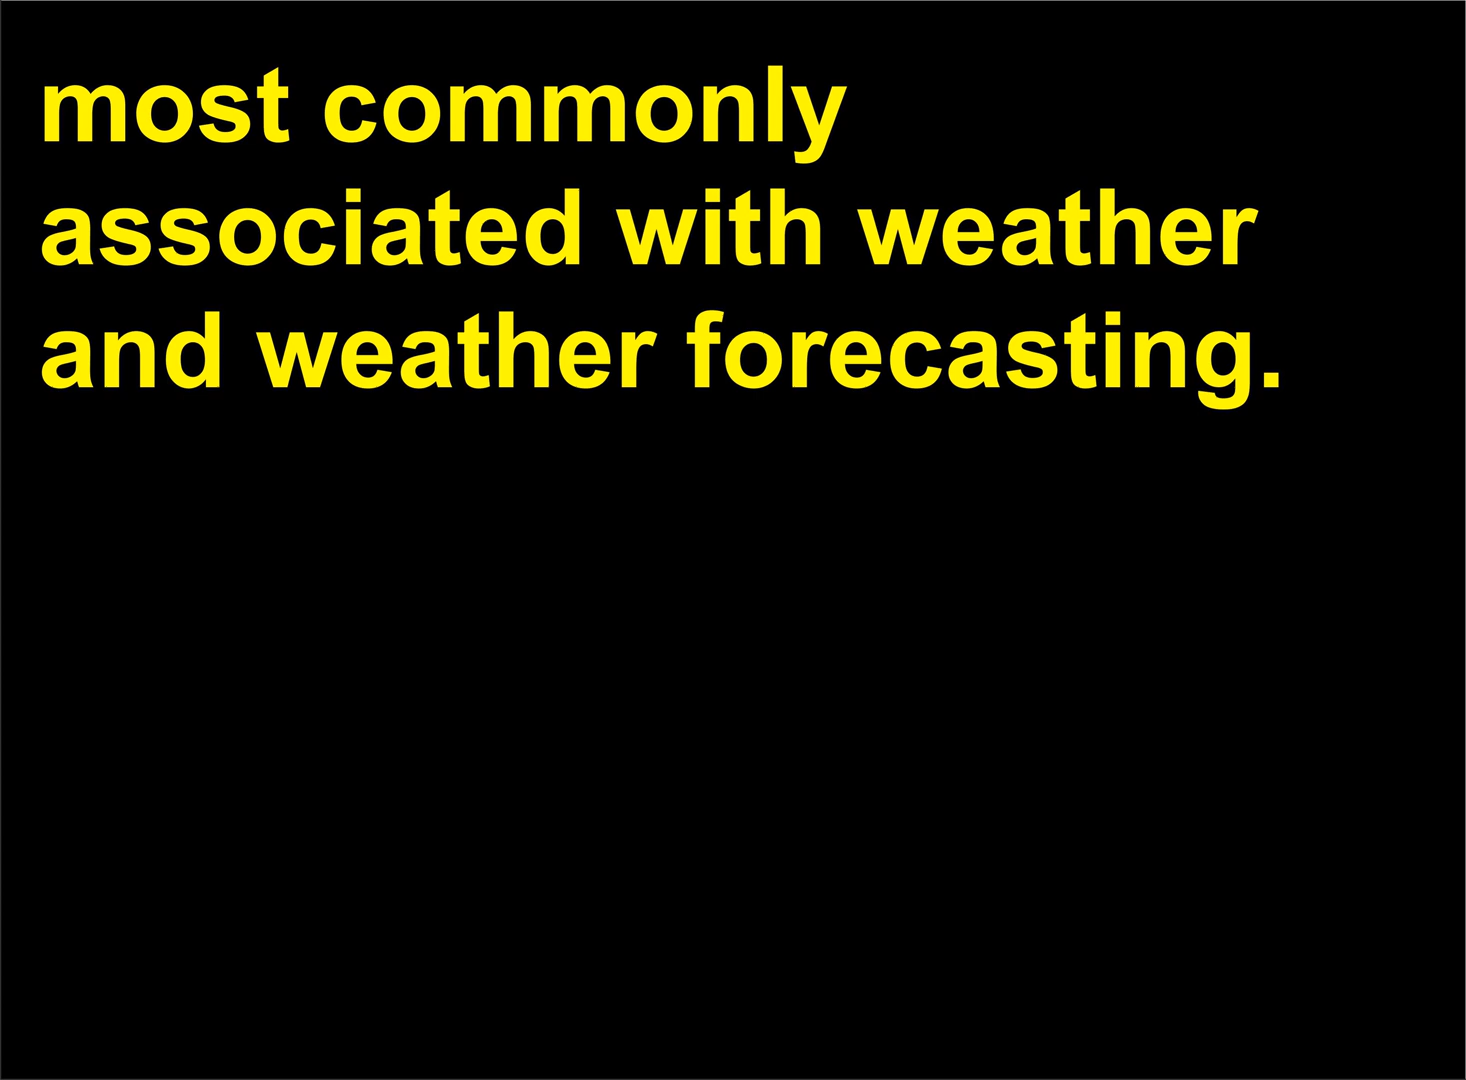 most commonly
associated with weather
and weather forecasting.